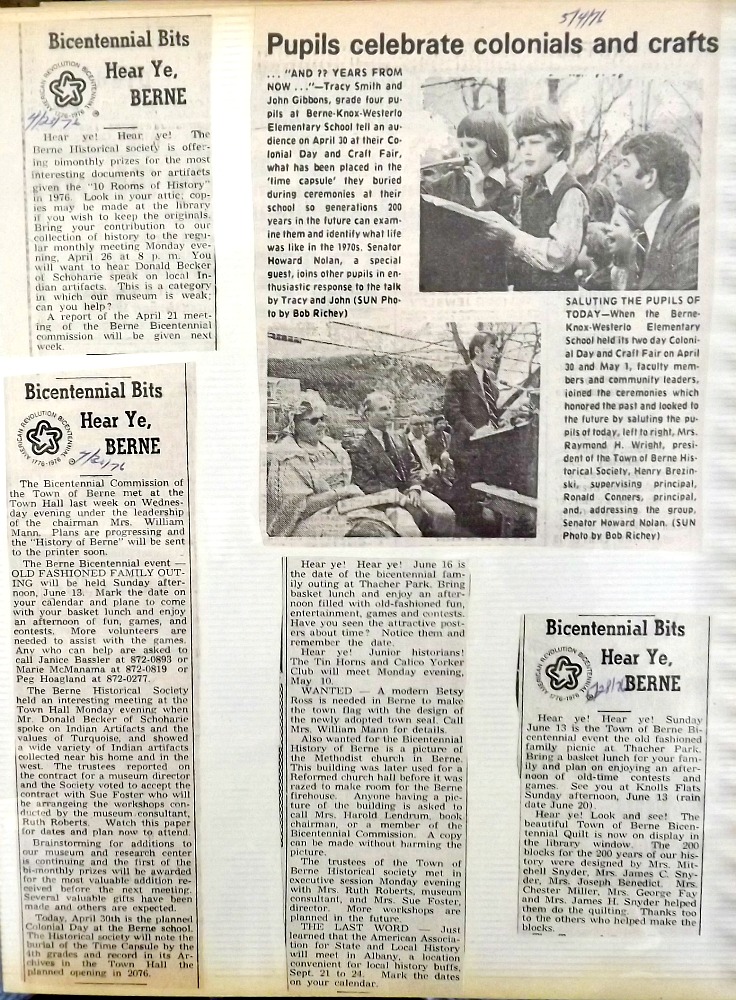 Bicentennial Bits
AMERICAN REVOLUTION BICENTENNIAL
1776-1976
Hear Ye,
BERNE
Hear ye! Hear ye! The
Berne Historical society is offer-
ing bimonthly prizes for the most
interesting documents or artifacts
given the "10 Rooms of History"
in 1976. Look in your attic; cop-
ies may be made at the library
if you wish to keep the originals.
Bring your contribution to our
collection of history to the regu-
lar monthly meeting Monday eve-
ning, April 26 at 8 p. m. You
will want to hear Donald Becker
of Schoharie speak on local In-
dian artifacts. This is a category
in which our museum is weak;
can you help?
A report of the April 21 meet-
ing of the Berne Bicentennial
commission will be given next
week.
Bicentennial Bits
AMERICAN REVOLUTION BICENTENNIAL
1776-1976
Hear Ye,
BERNE
The Bicentennial Commission of
the Town of Berne met at the
Town Hall last week on Wednes-
day evening under the leadership
of the chairman Mrs. William
Mann. Plans are progressing and
the "History of Berne" will be sent
to the printer soon.
The Berne Bicentennial event —
OLD FASHIONED FAMILY OUT-
ING will be held Sunday after-
noon, June 13. Mark the date on
your calendar and plane to come
with your basket lunch and enjoy
an afternoon of fun, games, and
contests. More volunteers are
needed to assist with the games.
Any who can help are asked to
call Janice Bassler at 872-0893 or
Marie McManama at 872-0819 or
Peg Hoagland at 872-0277.
The Berne Historical Society
held an interesting meeting at the
Town Hall Monday evening when
Mr. Donald Becker of Schoharie
spoke on Indian Artifacts and the
values of Turquoise, and showed
a wide variety of Indian artifacts
collected near his home and in the
west. The trustees reported on
the contract for a museum director
and the Society voted to accept the
contract with Sue Foster who will
be arrangeing the workshops con-
ducted by the museum consultant,
Ruth Roberts. Watch this paper
for dates and plan now to attend.
Brainstorming for additions to
our museum and research center
is continuing and the first of the
bi-monthly prizes will be awarded
for the most valuable addition re-
ceived before the next meeting.
Several valuable gifts have been
made and others are expected.
Today, April 30th is the planned
Colonial Day at the Berne school.
The Historical society will note the
burial of the Time Capsule by the
4th grades and record in its Ar-
chives in the Town Hall the
planned opening in 2076.
5/4/76
Pupils celebrate colonials and crafts
. . . "AND ?? YEARS FROM
NOW . . ."—Tracy Smith and
John Gibbons, grade four pu-
pils at Berne-Knox-Westerlo
Elementary School tell an au-
dience on April 30 at their Co-
lonial Day and Craft Fair,
what has been placed in the
'time capsule' they buried
during ceremonies at their
school so generations 200
years in the future can exam-
ine them and identify what life
was like in the 1970s. Senator
Howard Nolan, a special
guest, joins other pupils in en-
thusiastic response to the talk
by Tracy and John (SUN Pho-
to by Bob Richey)
SALUTING THE PUPILS OF
TODAY—When the Berne-
Knox-Westerlo Elementary
School held its two day Coloni-
al Day and Craft Fair on April
30 and May 1, faculty mem-
bers and community leaders,
joined the ceremonies which
honored the past and looked to
the future by saluting the pu-
pils of today, left to right, Mrs.
Raymond H. Wright, presi-
dent of the Town of Berne His-
torical Society, Henry Brezin-
ski, supervising principal,
Ronald Conners, principal,
and, addressing the group,
Senator Howard Nolan. (SUN
Photo by Bob Richey)
Hear ye! Hear ye! June 16 is
the date of the bicentennial fam-
ily outing at Thacher Park. Bring
basket lunch and enjoy an after-
noon filled with old-fashioned fun,
entertainment, games and contests.
Have you seen the attractive post-
ers about time? Notice them and
remember the date.
Hear ye! Junior historians!
The Tin Horns and Calico Yorker
Club will meet Monday evening,
May 10.
WANTED — A modern Betsy
Ross is needed in Berne to make
the town flag with the design of
the newly adopted town seal. Call
Mrs. William Mann for details.
Also wanted for the Bicentennial
History of Berne is a picture of
the Methodist church in Berne.
This building was later used for a
Reformed church hall before it was
razed to make room for the Berne
firehouse. Anyone having a pic-
ture of the building is asked to
call Mrs. Harold Lendrum, book
chairman, or a member of the
Bicentennial Commission. A copy
can be made without harming the
picture.
The trustees of the Town of
Berne Historical society met in
executive session Monday evening
with Mrs. Ruth Roberts, museum
consultant, and Mrs. Sue Foster,
director. More workshops are
planned in the future.
THE LAST WORD — Just
learned that the American Associa-
tion for State and Local History
will meet in Albany, a location
convenient for local history buffs,
Sept. 21 to 24. Mark the dates
on your calendar.
Bicentennial Bits
AMERICAN REVOLUTION BICENTENNIAL
1776-1976
Hear Ye,
BERNE
Hear ye! Hear ye! Sunday
June 13 is the Town of Berne Bi-
centennial event the old fashioned
family picnic at Thacher Park.
Bring a basket lunch for your fam-
ily and plan on enjoying an after-
noon of old-time contests and
games. See you at Knolls Flats
Sunday afternoon, June 13 (rain
date June 20).
Hear ye! Look and see! The
beautiful Town of Berne Bicen-
tennial Quilt is now on display in
the library window. The 200
blocks for the 200 years of our his-
tory were designed by Mrs. Mit-
chell Snyder, Mrs. James C. Sny-
der, Mrs. Joseph Benedict. Mrs.
Chester Miller, Mrs. George Fay
and Mrs. James H. Snyder helped
them do the quilting. Thanks too
to the others who helped make the
blocks.